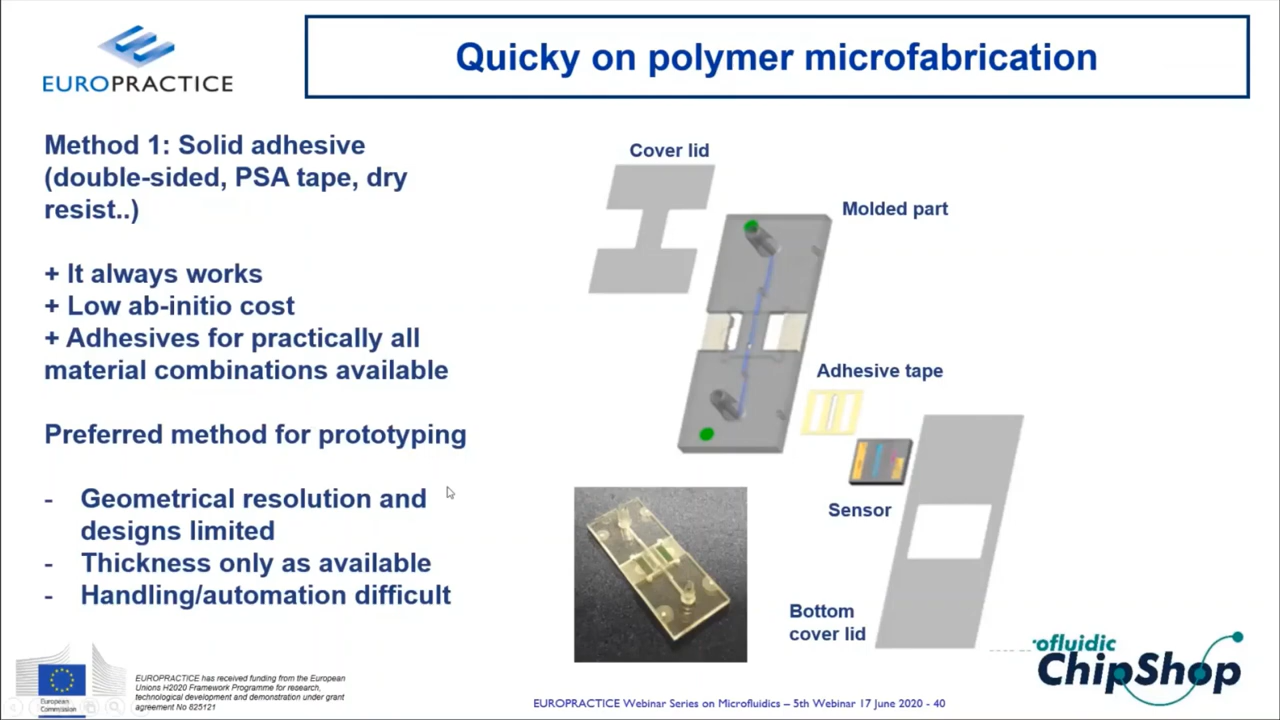 EUROPRACTICE
Quicky on polymer microfabrication
Method 1: Solid adhesive
(double-sided, PSA tape, dry
resist..)
+ It always works
+ Low ab-initio cost
+ Adhesives for practically all
material combinations available
Preferred method for prototyping
- Geometrical resolution and
designs limited
- Thickness only as available
- Handling/automation difficult
Cover lid
Molded part
Adhesive tape
Sensor
Bottom
cover lid
ofluidic
ChipShop
European
Commission
EUROPRACTICE has received funding from the European
Unions H2020 Framework Programme for research,
technological development and demonstration under grant
agreement No 825121
EUROPRACTICE Webinar Series on Microfluidics – 5th Webinar 17 June 2020 - 40